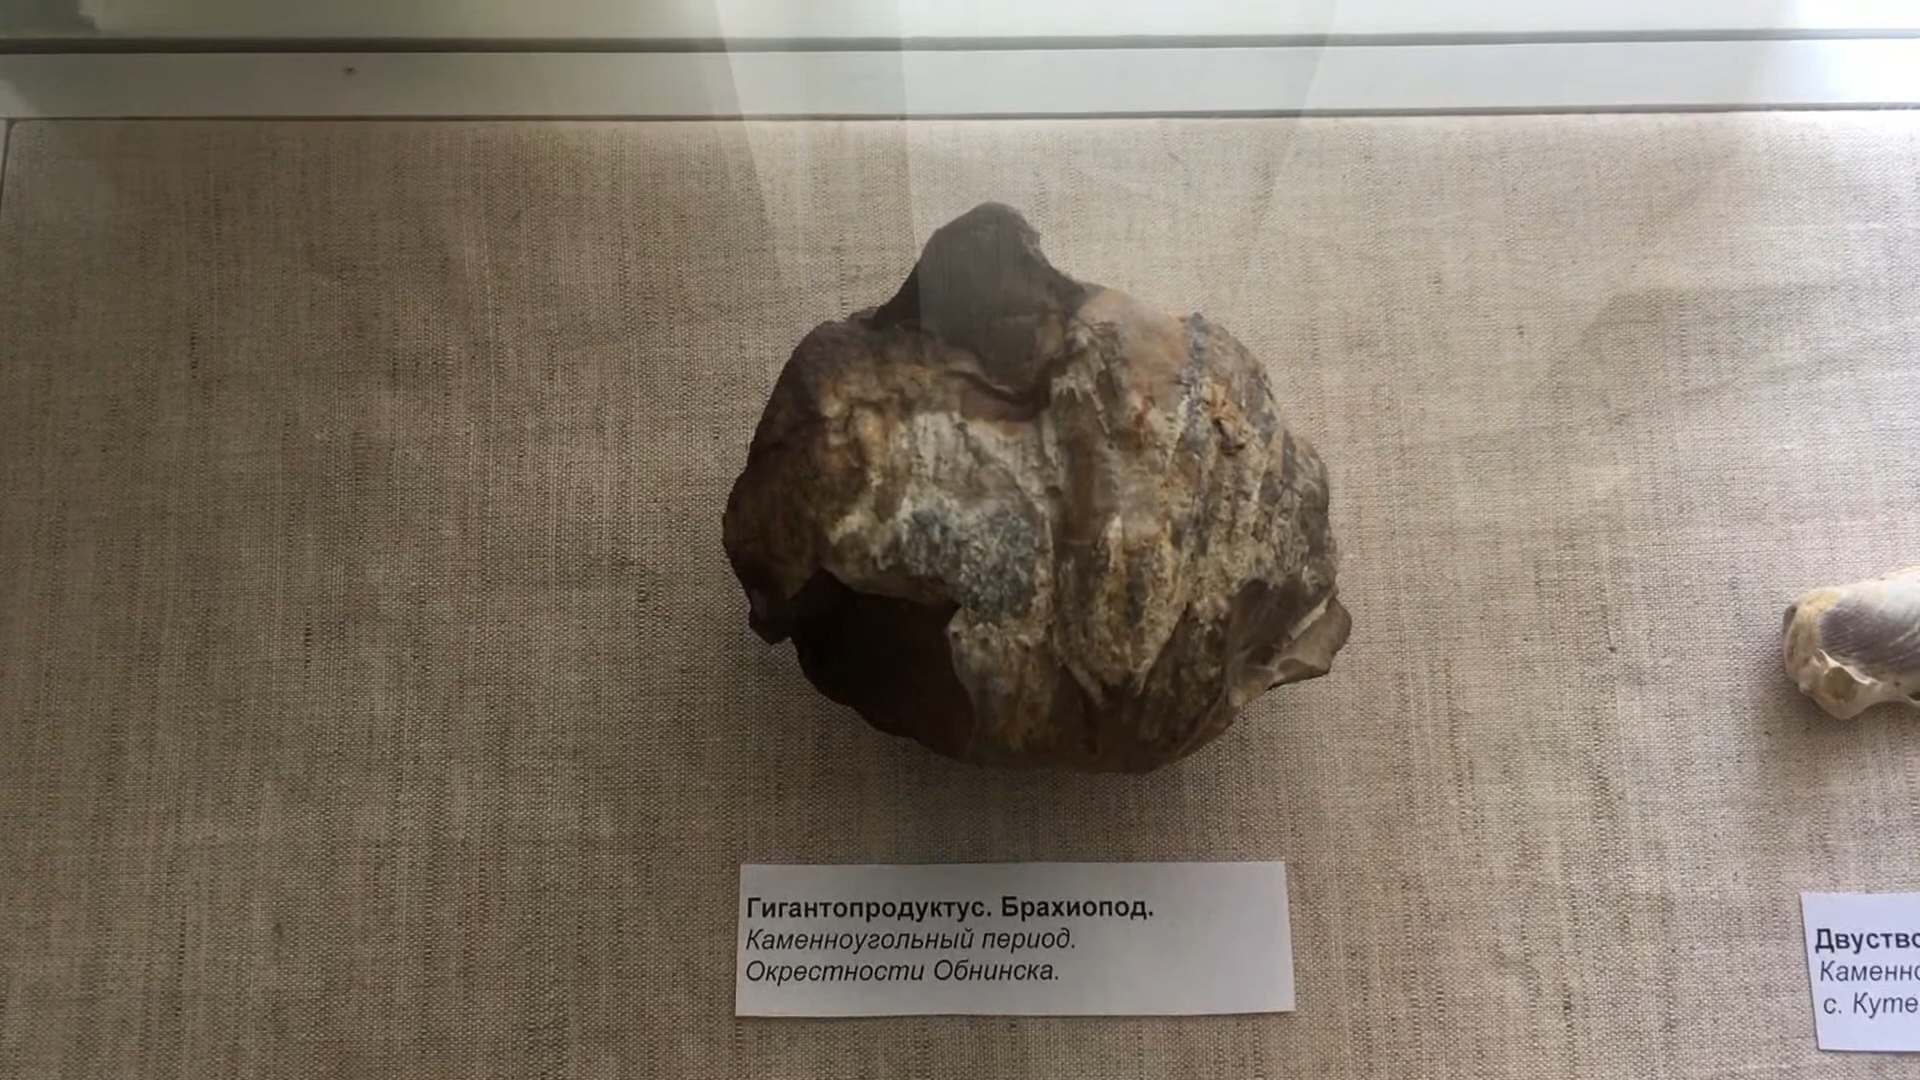 Гигантопродуктус. Брахиопод.
Каменноугольный период.
Окрестности Обнинска.
с.